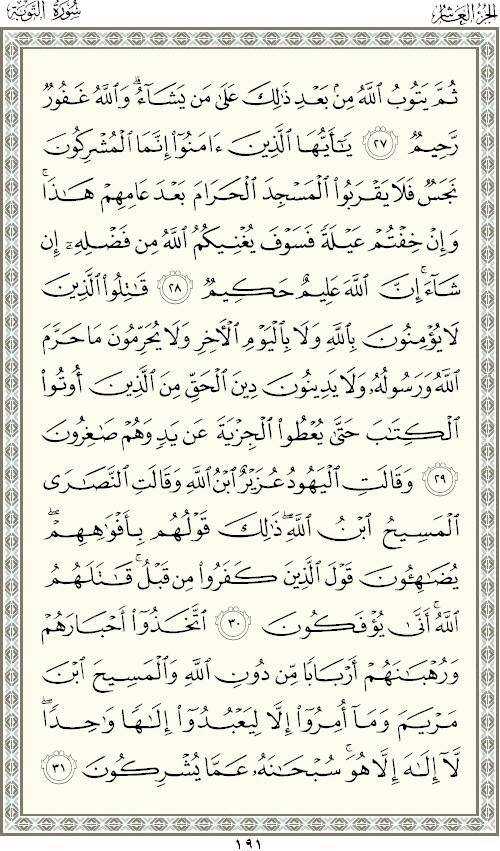 الجزء العاشر
سورة التوبة
ثُمَّ يَتُوبُ ٱللَّهُ مِنۢ بَعْدِ ذَٰلِكَ عَلَىٰ مَن يَشَآءُ ۗ وَٱللَّهُ غَفُورٌ
رَّحِيمٌ ٢٧ يَـٰٓأَيُّهَا ٱلَّذِينَ ءَامَنُوٓا۟ إِنَّمَا ٱلْمُشْرِكُونَ
نَجَسٌ فَلَا يَقْرَبُوا۟ ٱلْمَسْجِدَ ٱلْحَرَامَ بَعْدَ عَامِهِمْ هَـٰذَا ۚ
وَإِنْ خِفْتُمْ عَيْلَةً فَسَوْفَ يُغْنِيكُمُ ٱللَّهُ مِن فَضْلِهِۦٓ إِن
شَآءَ ۚ إِنَّ ٱللَّهَ عَلِيمٌ حَكِيمٌ ٢٨ قَـٰتِلُوا۟ ٱلَّذِينَ
لَا يُؤْمِنُونَ بِٱللَّهِ وَلَا بِٱلْيَوْمِ ٱلْـَٔاخِرِ وَلَا يُحَرِّمُونَ مَا حَرَّمَ
ٱللَّهُ وَرَسُولُهُۥ وَلَا يَدِينُونَ دِينَ ٱلْحَقِّ مِنَ ٱلَّذِينَ أُوتُوا۟
ٱلْكِتَـٰبَ حَتَّىٰ يُعْطُوا۟ ٱلْجِزْيَةَ عَن يَدٍ وَهُمْ صَـٰغِرُونَ
٢٩ وَقَالَتِ ٱلْيَهُودُ عُزَيْرٌ ٱبْنُ ٱللَّهِ وَقَالَتِ ٱلنَّصَـٰرَى
ٱلْمَسِيحُ ٱبْنُ ٱللَّهِ ۖ ذَٰلِكَ قَوْلُهُم بِأَفْوَٰهِهِمْ ۖ
يُضَـٰهِـُٔونَ قَوْلَ ٱلَّذِينَ كَفَرُوا۟ مِن قَبْلُ ۚ قَـٰتَلَهُمُ
ٱللَّهُ ۚ أَنَّىٰ يُؤْفَكُونَ ٣٠ ٱتَّخَذُوٓا۟ أَحْبَارَهُمْ
وَرُهْبَـٰنَهُمْ أَرْبَابًا مِّن دُونِ ٱللَّهِ وَٱلْمَسِيحَ ٱبْنَ
مَرْيَمَ وَمَآ أُمِرُوٓا۟ إِلَّا لِيَعْبُدُوٓا۟ إِلَـٰهًا وَٰحِدًا ۖ
لَّآ إِلَـٰهَ إِلَّا هُوَ ۚ سُبْحَـٰنَهُۥ عَمَّا يُشْرِكُونَ ٣١
١٩١